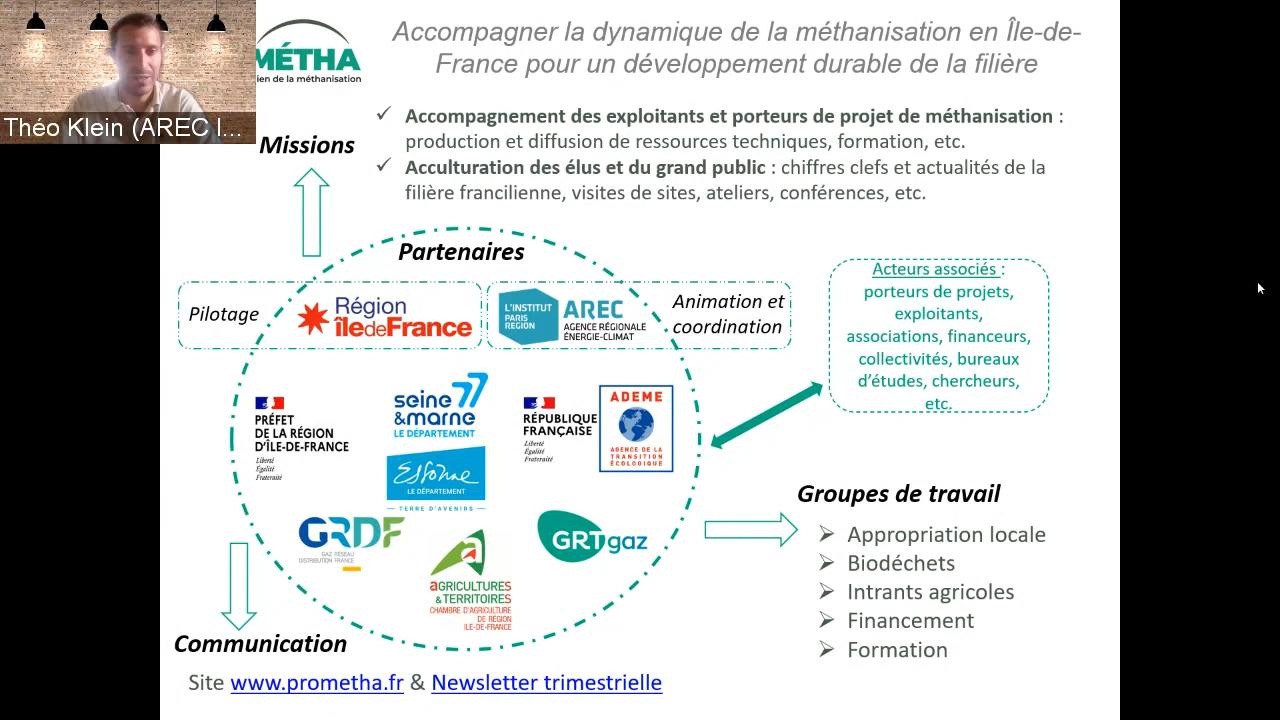 MÉTHA
ien de la méthanisation
Accompagner la dynamique de la méthanisation en Île-de-
France pour un développement durable de la filière
Théo Klein (AREC I...
Missions
✓ Accompagnement des exploitants et porteurs de projet de méthanisation :
production et diffusion de ressources techniques, formation, etc.
✓ Acculturation des élus et du grand public : chiffres clefs et actualités de la
filière francilienne, visites de sites, ateliers, conférences, etc.
Partenaires
Pilotage
Région
îledeFrance
L'INSTITUT
PARIS
REGION
AREC
AGENCE RÉGIONALE
ÉNERGIE-CLIMAT
Animation et
coordination
Acteurs associés :
porteurs de projets,
exploitants,
associations, financeurs,
collectivités, bureaux
d'études, chercheurs,
etc.
PRÉFET
DE LA RÉGION
D'ÎLE-DE-FRANCE
Liberté
Égalité
Fraternité
seine 77
&marne
LE DÉPARTEMENT
Essonne
LE DÉPARTEMENT
TERRE D'AVENIRS
RÉPUBLIQUE
FRANÇAISE
Liberté
Égalité
Fraternité
ADEME
AGENCE DE LA
TRANSITION
ÉCOLOGIQUE
GRDF
GAZ RÉSEAU
DISTRIBUTION FRANCE
a
AGRICULTURES
& TERRITOIRES
CHAMBRE D'AGRICULTURE
DE RÉGION
ILE-DE-FRANCE
GRTgaz
Groupes de travail
➢ Appropriation locale
➢ Biodéchets
➢ Intrants agricoles
➢ Financement
➢ Formation
Communication
Site www.prometha.fr & Newsletter trimestrielle